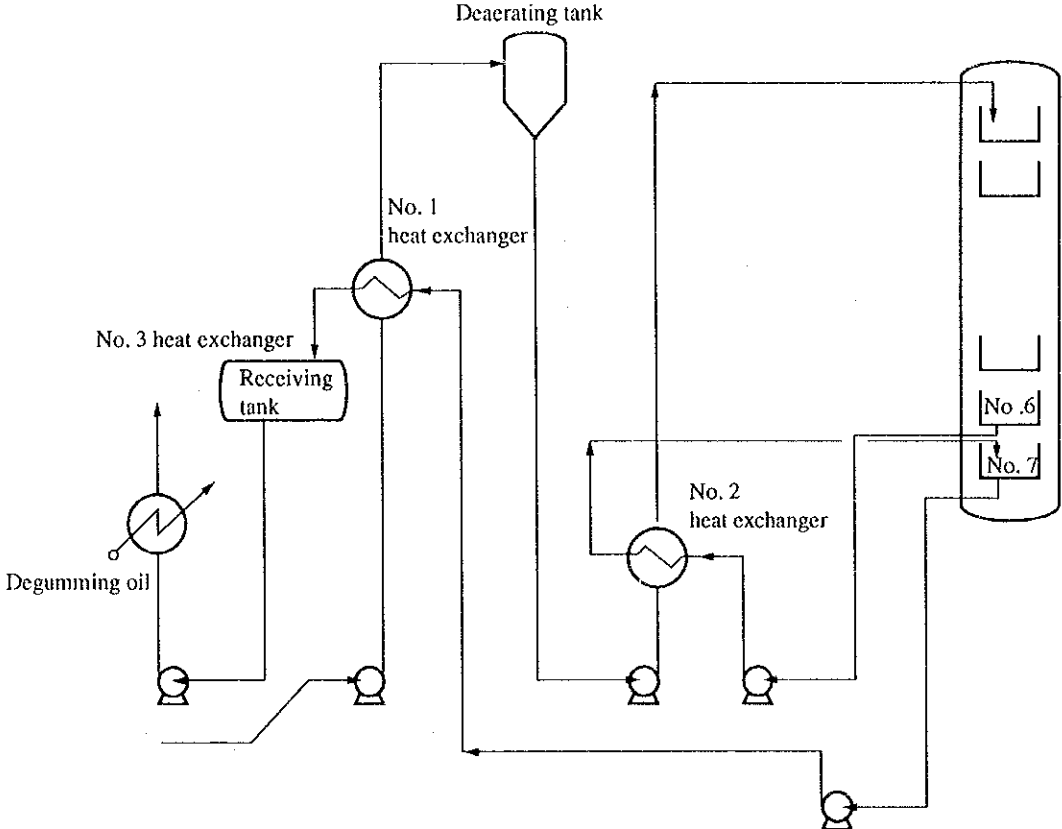 Deaerating tank
No. 1
heat exchanger
No. 3 heat exchanger
Receiving
tank
No .6
No. 7
No. 2
heat exchanger
Degumming oil